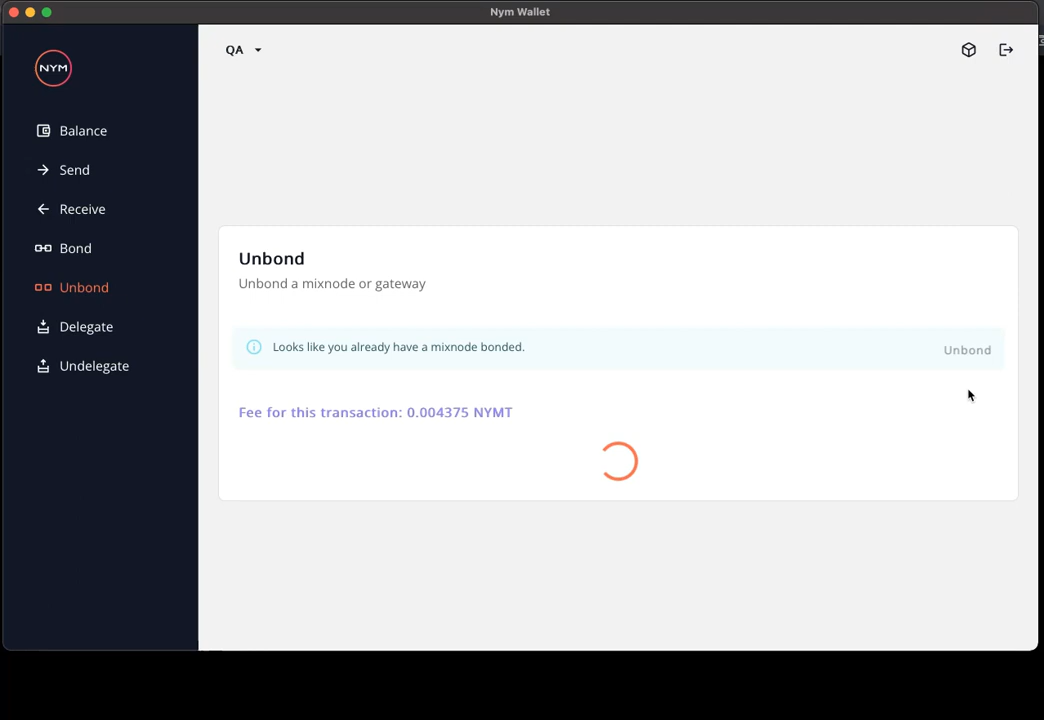 Nym Wallet
NYM
QA
Balance
Send
Receive
Bond
Unbond
Delegate
Undelegate
Unbond
Unbond a mixnode or gateway
Looks like you already have a mixnode bonded.
Unbond
Fee for this transaction: 0.004375 NYMT